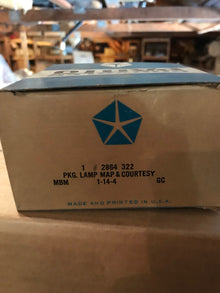 1 # 2864 322
PKG. LAMP MAP & COURTESY
MBM 1-14-4 GC
MADE AND PRINTED IN U.S.A.